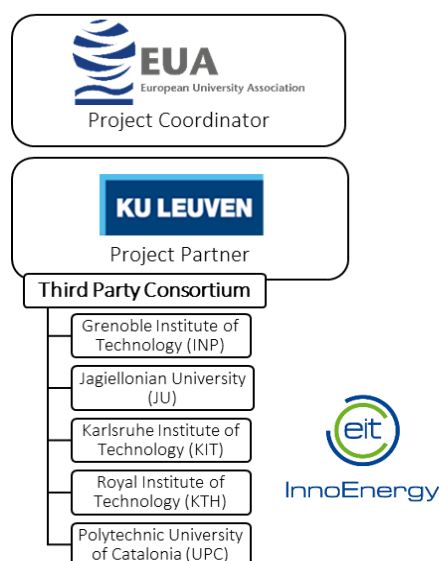 EUA
European University Association
Project Coordinator
KU LEUVEN
Project Partner
Third Party Consortium
Grenoble Institute of
Technology (INP)
Jagiellonian University
(JU)
Karlsruhe Institute of
Technology (KIT)
Royal Institute of
Technology (KTH)
Polytechnic University
of Catalonia (UPC)
eit
InnoEnergy